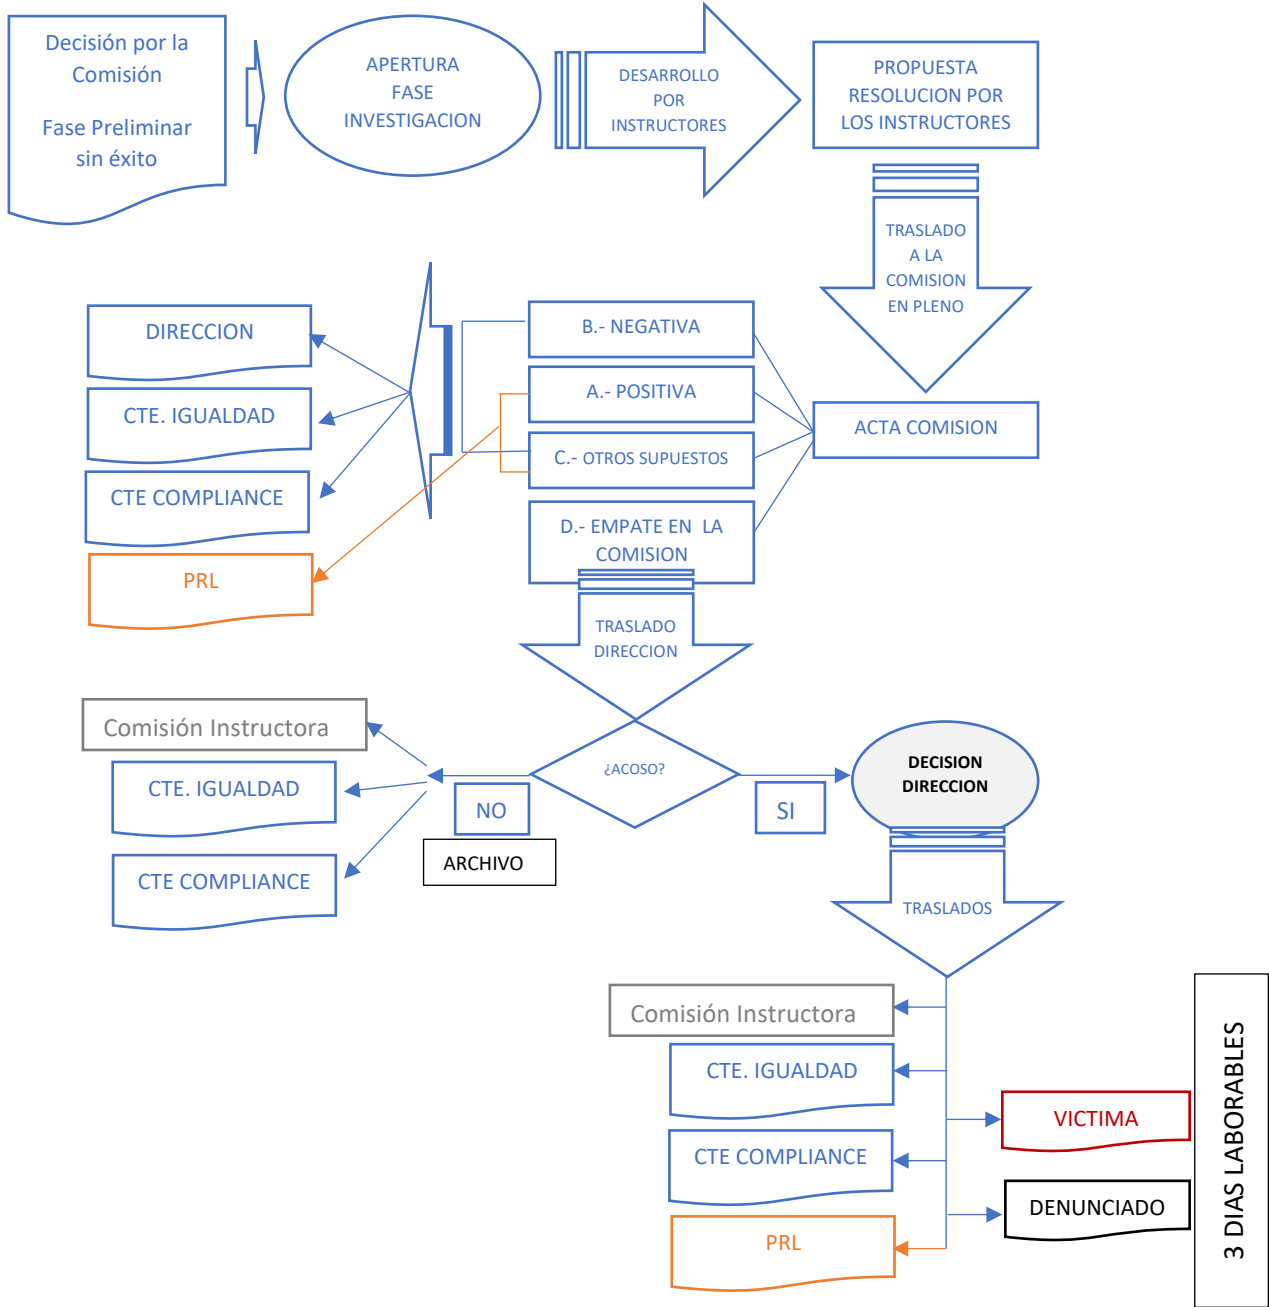 Decisión por la
Comisión
Fase Preliminar
sin éxito
APERTURA
FASE
INVESTIGACION
DESARROLLO
POR
INSTRUCTORES
PROPUESTA
RESOLUCION POR
LOS INSTRUCTORES
TRASLADO
A LA
COMISION
EN PLENO
DIRECCION
CTE. IGUALDAD
CTE COMPLIANCE
PRL
B.- NEGATIVA
A.- POSITIVA
C.- OTROS SUPUESTOS
D.- EMPATE EN LA
COMISION
ACTA COMISION
TRASLADO
DIRECCION
Comisión Instructora
CTE. IGUALDAD
CTE COMPLIANCE
NO
ARCHIVO
¿ACOSO?
SI
DECISION
DIRECCION
TRASLADOS
Comisión Instructora
CTE. IGUALDAD
CTE COMPLIANCE
PRL
VICTIMA
DENUNCIADO
3 DIAS LABORABLES